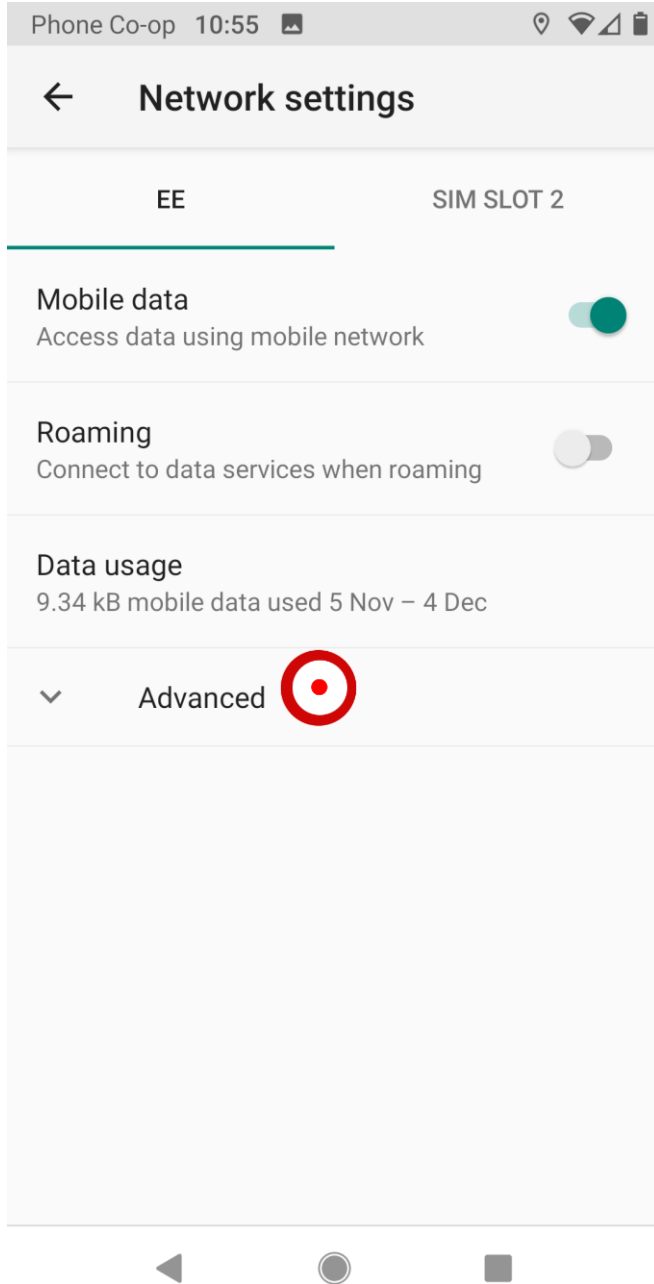 Phone Co-op 10:55
Network settings
EE SIM SLOT 2
Mobile data
Access data using mobile network
Roaming
Connect to data services when roaming
Data usage
9.34 kB mobile data used 5 Nov – 4 Dec
Advanced